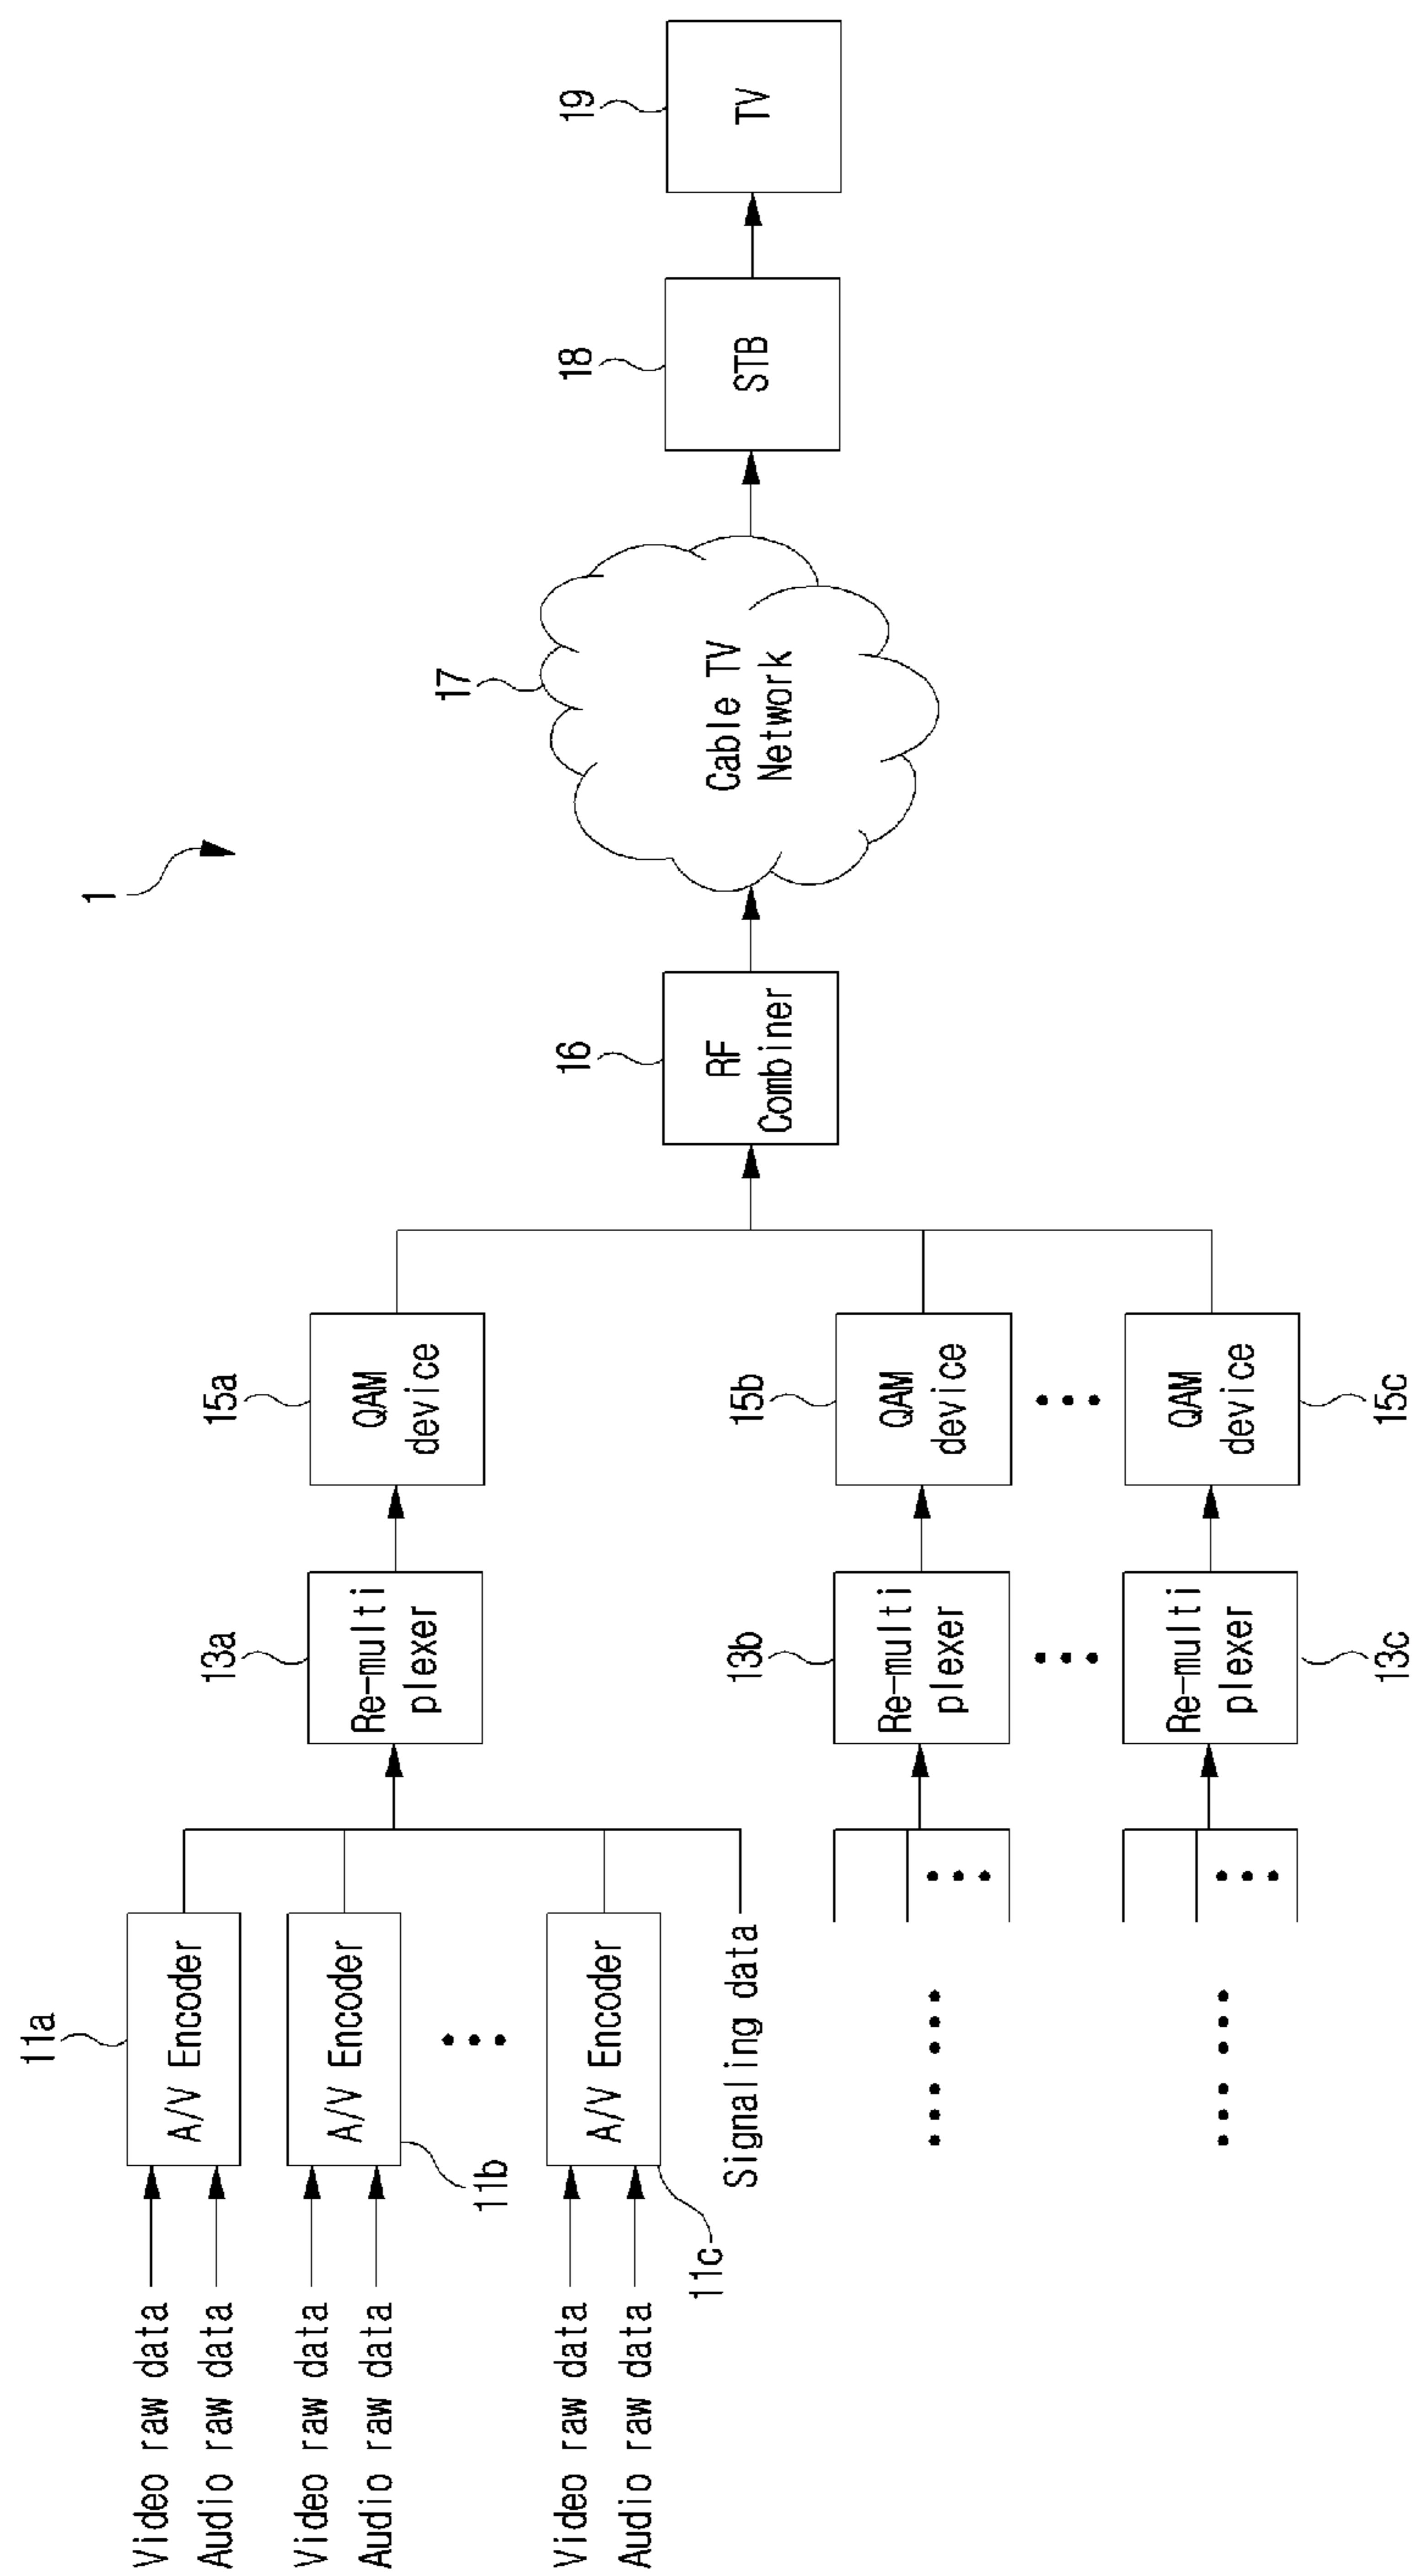 1
Video raw data
Audio raw data
11a
A/V Encoder
Video raw data
Audio raw data
A/V Encoder
11b
Video raw data
Audio raw data
A/V Encoder
11c
Signaling data
13a
Re-multi
plexer
15a
QAM
device
13b
Re-multi
plexer
15b
QAM
device
Re-multi
plexer
13c
QAM
device
15c
16
RF
Combiner
17
Cable TV
Network
18
STB
19
TV